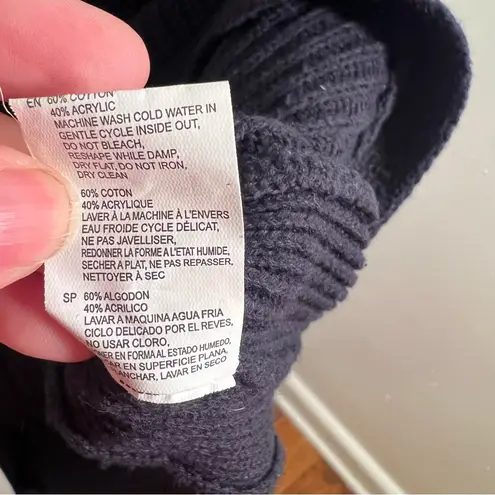 EN 60% COTTON
40% ACRYLIC
MACHINE WASH COLD WATER IN
GENTLE CYCLE INSIDE OUT,
DO NOT BLEACH,
RESHAPE WHILE DAMP,
DRY FLAT, DO NOT IRON,
DRY CLEAN
60% COTON
40% ACRYLIQUE
LAVER À LA MACHINE À L'ENVERS
EAU FROIDE CYCLE DÉLICAT,
NE PAS JAVELLISER,
REDONNER LA FORME A L'ETAT HUMIDE,
SECHER A PLAT, NE PAS REPASSER,
NETTOYER À SEC
SP 60% ALGODON
40% ACRILICO
LAVAR A MAQUINA AGUA FRIA
CICLO DELICADO POR EL REVES,
NO USAR CLORO,
EN FORMA AL ESTADO HUMEDO,
EN SUPERFICIE PLANA,
PLANCHAR, LAVAR EN SECO